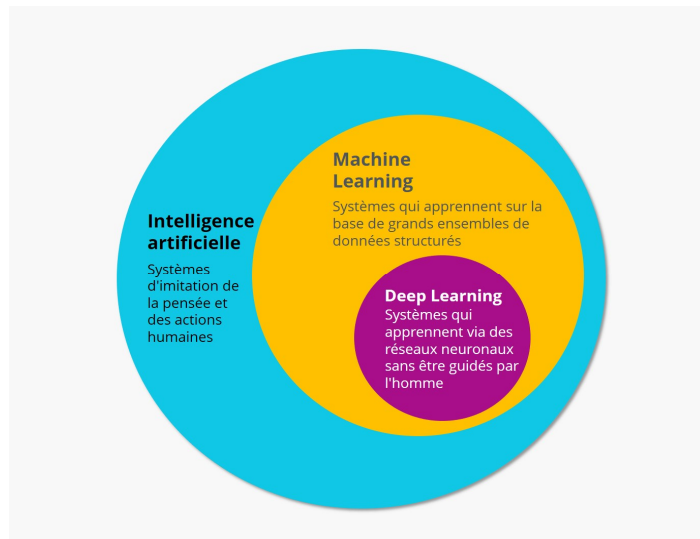 Intelligence
artificielle
Systèmes
d'imitation de
la pensée et
des actions
humaines
Machine
Learning
Systèmes qui apprennent sur la
base de grands ensembles de
données structurés
Deep Learning
Systèmes qui
apprennent via des
réseaux neuronaux
sans être guidés par
l'homme